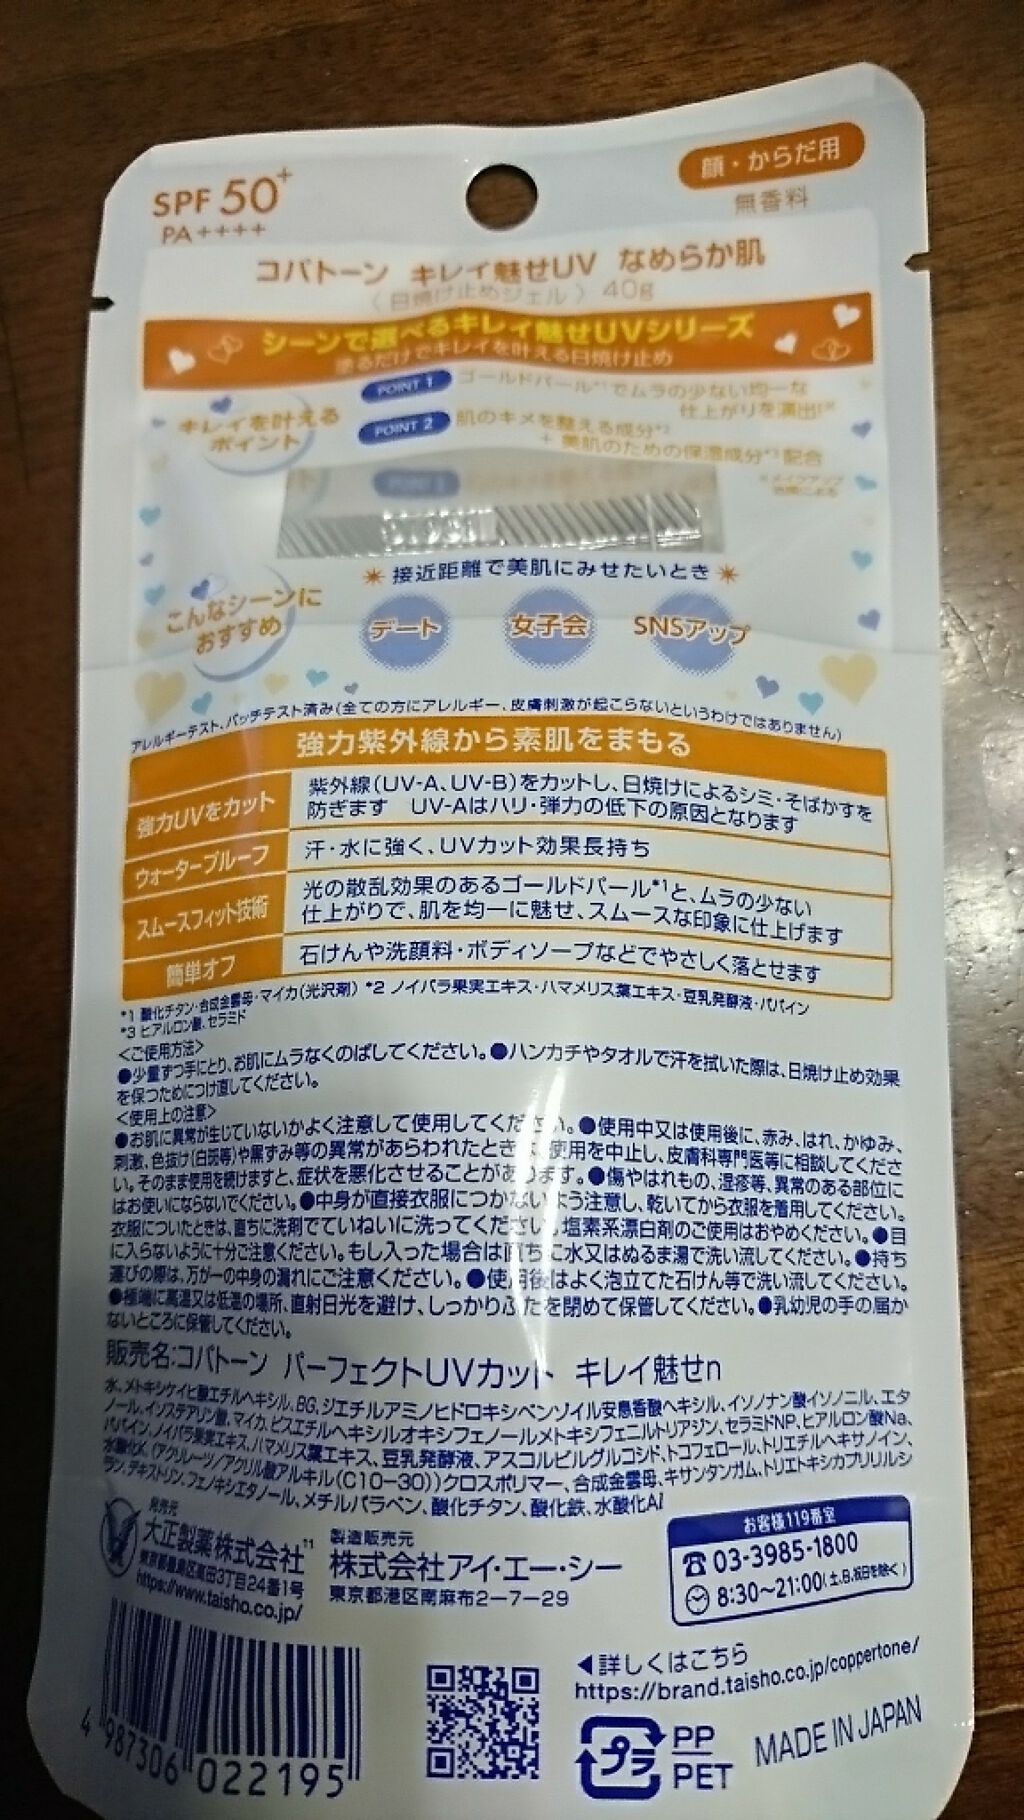 SPF 50+
PA++++
顔・からだ用
無香料
コパトーン キレイ魅せUV なめらか肌
〈日焼け止めジェル〉 40g
シーンで選べるキレイ魅せUVシリーズ
塗るだけでキレイを叶える日焼け止め
キレイを叶える
ポイント
POINT 1 ゴールドパール*1でムラの少ない均一な
仕上がりを演出!※
POINT 2 肌のキメを整える成分*2
+ 美肌のための保湿成分*3配合
※メイクアップ
効果による
こんなシーンに
おすすめ
接近距離で美肌にみせたいとき
デート 女子会 SNSアップ
アレルギーテスト、パッチテスト済み(全ての方にアレルギー、皮膚刺激が起こらないというわけではありません)
強力紫外線から素肌をまもる
強力UVをカット
紫外線(UV-A、UV-B)をカットし、日焼けによるシミ・そばかすを
防ぎます UV-Aはハリ・弾力の低下の原因となります
ウォータープルーフ
汗・水に強く、UVカット効果長持ち
スムースフィット技術
光の散乱効果のあるゴールドパール*1と、ムラの少ない
仕上がりで、肌を均一に魅せ、スムースな印象に仕上げます
簡単オフ
石けんや洗顔料・ボディソープなどでやさしく落とせます
*1 酸化チタン・合成金雲母・マイカ(光沢剤) *2 ノイバラ果実エキス・ハマメリス葉エキス・豆乳発酵液・パパイン
*3 ヒアルロン酸、セラミド
<ご使用方法>
●少量ずつ手にとり、お肌にムラなくのばしてください。●ハンカチやタオルで汗を拭いた際は、日焼け止め効果
を保つためにつけ直してください。
<使用上の注意>
●お肌に異常が生じていないかよく注意して使用してください。●使用中又は使用後に、赤み、はれ、かゆみ、
刺激、色抜け(白斑等)や黒ずみ等の異常があらわれたときは、使用を中止し、皮膚科専門医等に相談してくださ
い。そのまま使用を続けますと、症状を悪化させることがあります。●傷やはれもの、湿疹等、異常のある部位に
はお使いにならないでください。●中身が直接衣服につかないよう注意し、乾いてから衣服を着用してください。
衣服についたときは、直ちに洗剤でていねいに洗ってください。塩素系漂白剤のご使用はおやめください。●目
に入らないように十分ご注意ください。もし入った場合は直ちに水又はぬるま湯で洗い流してください。●持ち
運びの際は、万が一の中身の漏れにご注意ください。●使用後はよく泡立てた石けん等で洗い流してください。
●極端に高温又は低温の場所、直射日光を避け、しっかりふたを閉めて保管してください。●乳幼児の手の届か
ないところに保管してください。
販売名:コパトーン パーフェクトUVカット キレイ魅せn
水、メトキシケイヒ酸エチルヘキシル、BG、ジエチルアミノヒドロキシベンゾイル安息香酸ヘキシル、イソノナン酸イソノニル、エタ
ノール、イソステアリン酸、マイカ、ビスエチルヘキシルオキシフェノールメトキシフェニルトリアジン、セラミドNP、ヒアルロン酸Na、
パパイン、ノイバラ果実エキス、ハマメリス葉エキス、豆乳発酵液、アスコルビルグルコシド、トコフェロール、トリエチルヘキサノイン、
水酸化K、(アクリレーツ/アクリル酸アルキル(C10-30))クロスポリマー、合成金雲母、キサンタンガム、トリエトキシカプリリルシ
ラン、デキストリン、フェノキシエタノール、メチルパラベン、酸化チタン、酸化鉄、水酸化Al
発売元
大正製薬株式会社 11
東京都豊島区高田3丁目24番1号
https://www.taisho.co.jp/
製造販売元
株式会社アイ・エー・シー
東京都港区南麻布2-7-29
お客様119番室
03-3985-1800
8:30~21:00(土、日、祝日を除く)
4 987306 022195
◀詳しくはこちら
https://brand.taisho.co.jp/coppertone/
プラ
PP
PET
MADE IN JAPAN